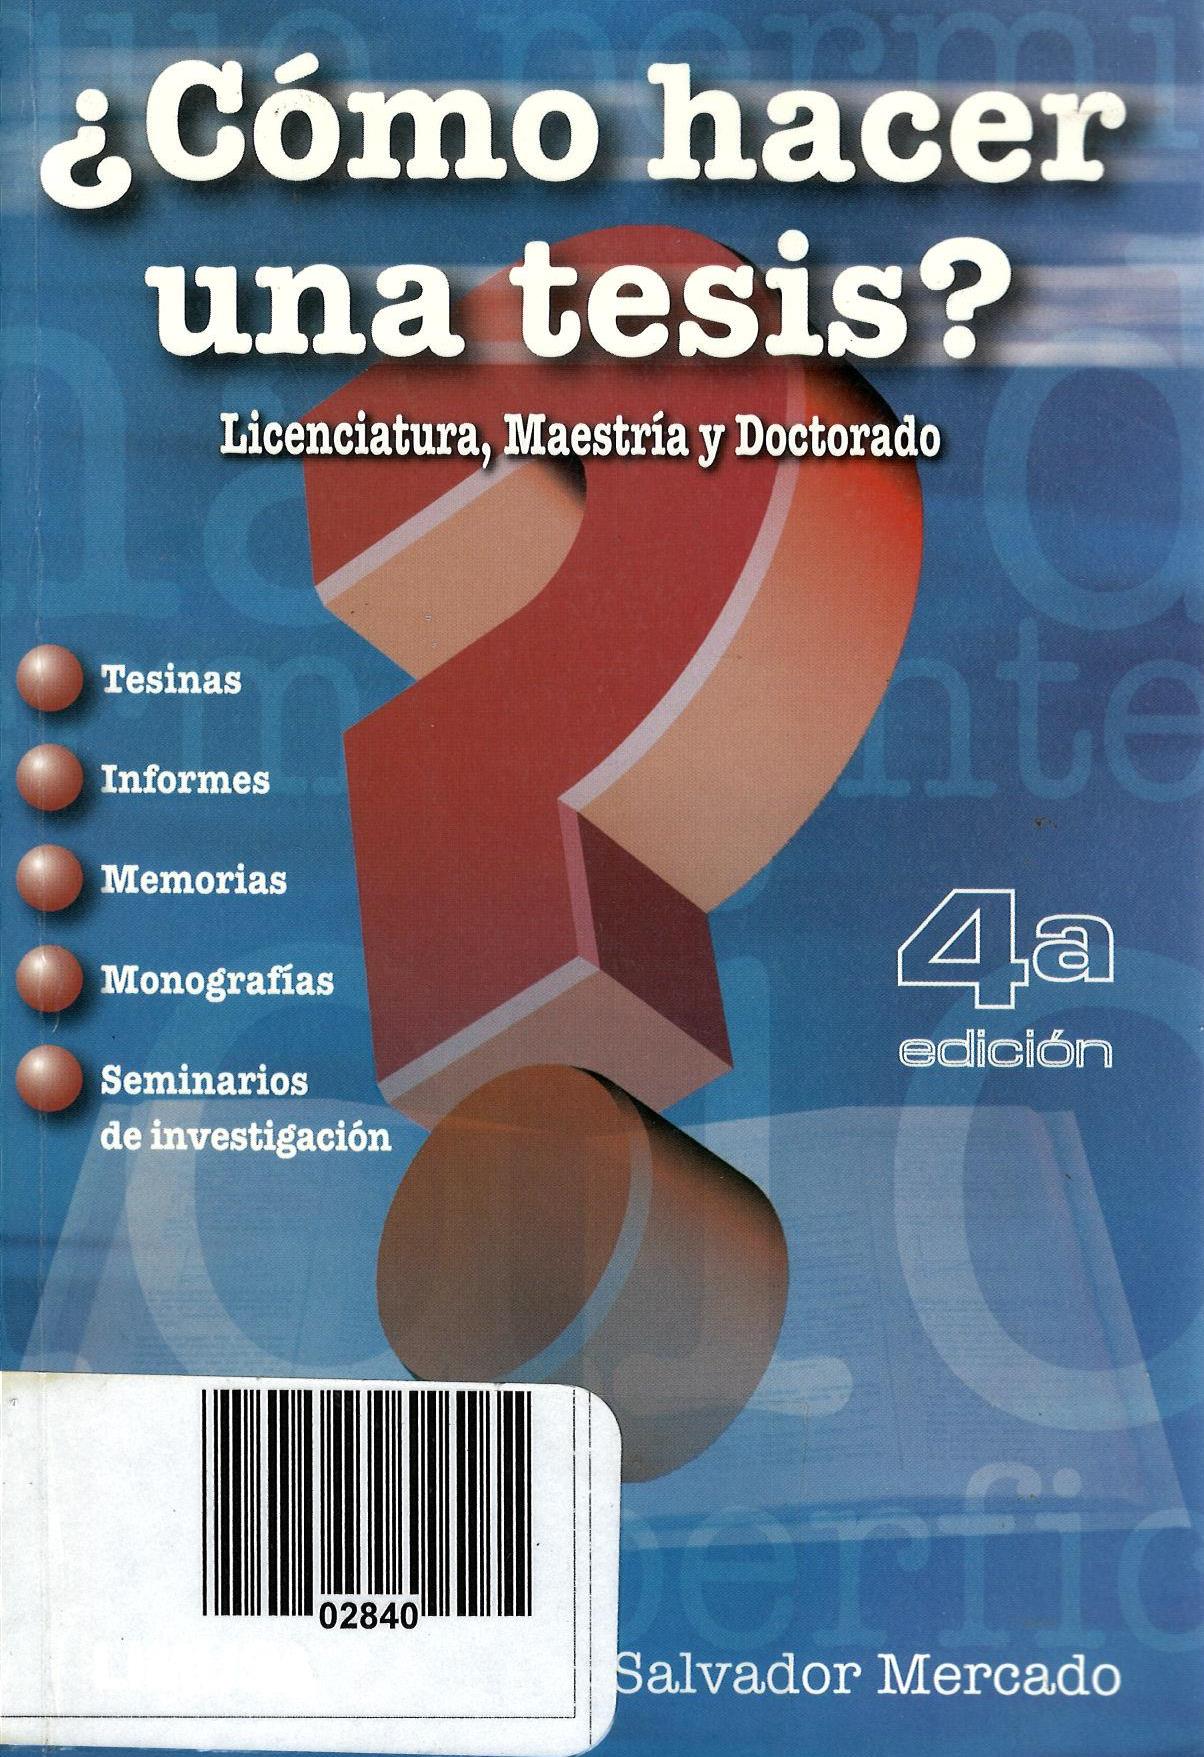 ¿Cómo hacer
una tesis?
Licenciatura, Maestría y Doctorado
Tesinas
Informes
Memorias
Monografías
Seminarios
de investigación
4a
edición
02840
Salvador Mercado